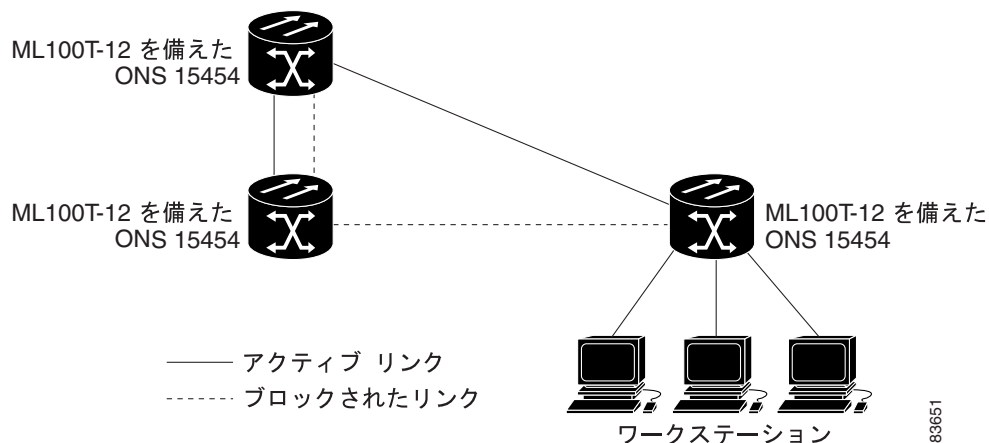 ML100T-12 を備えた
ONS 15454
ML100T-12 を備えた
ONS 15454
ML100T-12 を備えた
ONS 15454
アクティブ リンク
ブロックされたリンク
ワークステーション
83651